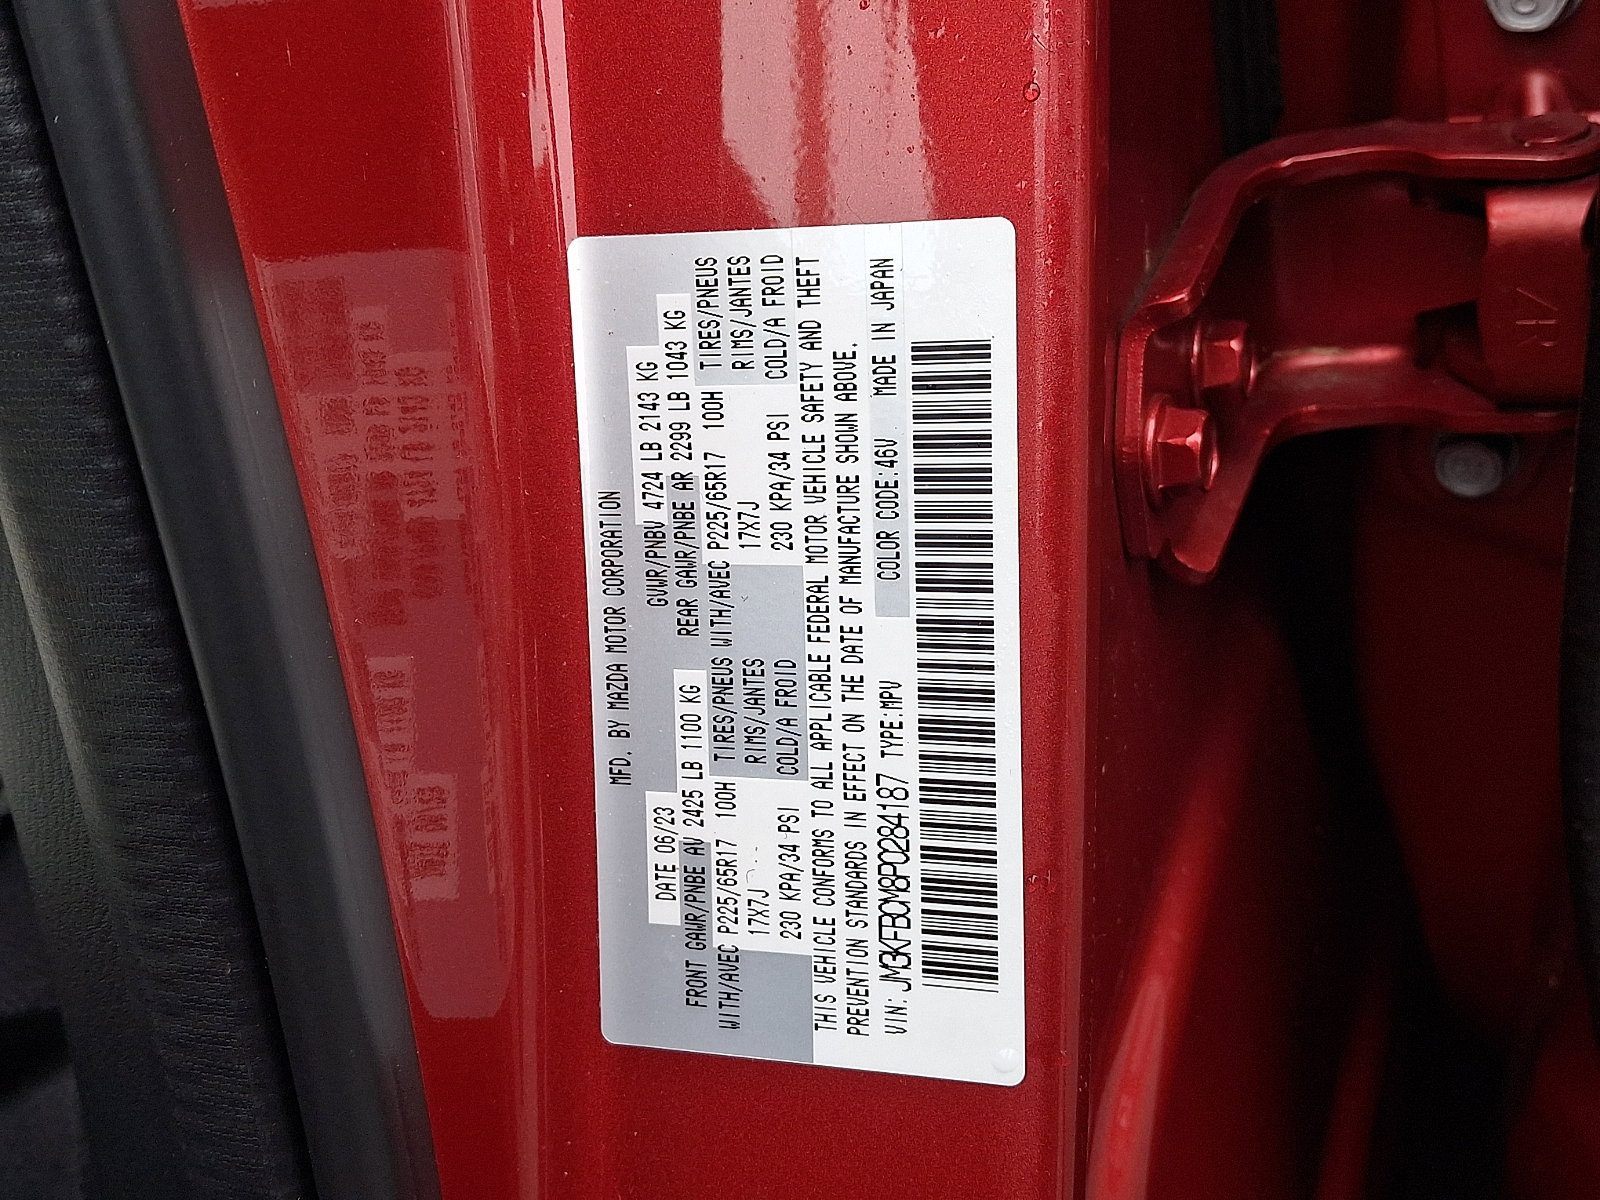 MFD. BY MAZDA MOTOR CORPORATION
DATE 06/23 GVWR/PNBV 4724 LB 2143 KG
FRONT GAWR/PNBE AV 2425 LB 1100 KG REAR GAWR/PNBE AR 2299 LB 1043 KG
WITH/AVEC P225/65R17 100H TIRES/PNEUS WITH/AVEC P225/65R17 100H TIRES/PNEUS
17X7J RIMS/JANTES 17X7J RIMS/JANTES
230 KPA/34 PSI COLD/A FROID 230 KPA/34 PSI COLD/A FROID
THIS VEHICLE CONFORMS TO ALL APPLICABLE FEDERAL MOTOR VEHICLE SAFETY AND THEFT
PREVENTION STANDARDS IN EFFECT ON THE DATE OF MANUFACTURE SHOWN ABOVE.
VIN: JM3KFBCM8P0284187 TYPE:MPV COLOR CODE:46V MADE IN JAPAN